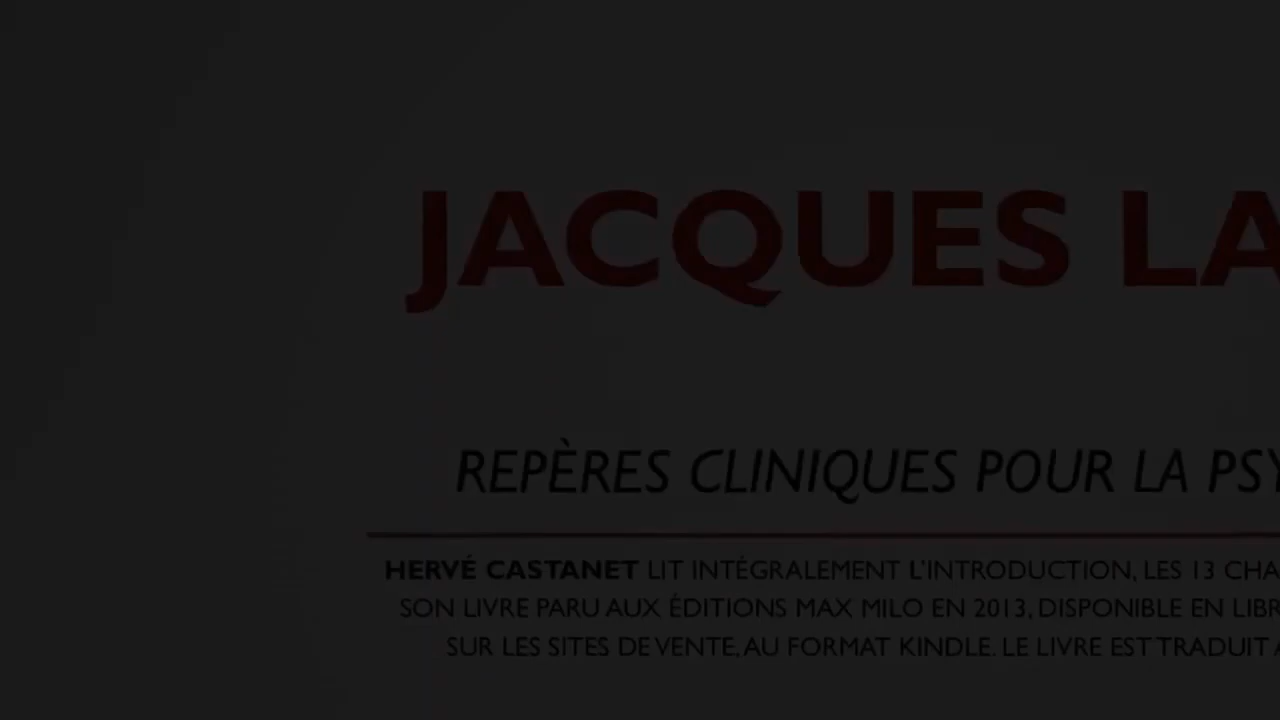 JACQUES LA
REPÈRES CLINIQUES POUR LA PSY
HERVÉ CASTANET LIT INTÉGRALEMENT L'INTRODUCTION, LES 13 CHA
SON LIVRE PARU AUX ÉDITIONS MAX MILO EN 2013, DISPONIBLE EN LIBR
SUR LES SITES DE VENTE, AU FORMAT KINDLE. LE LIVRE EST TRADUIT